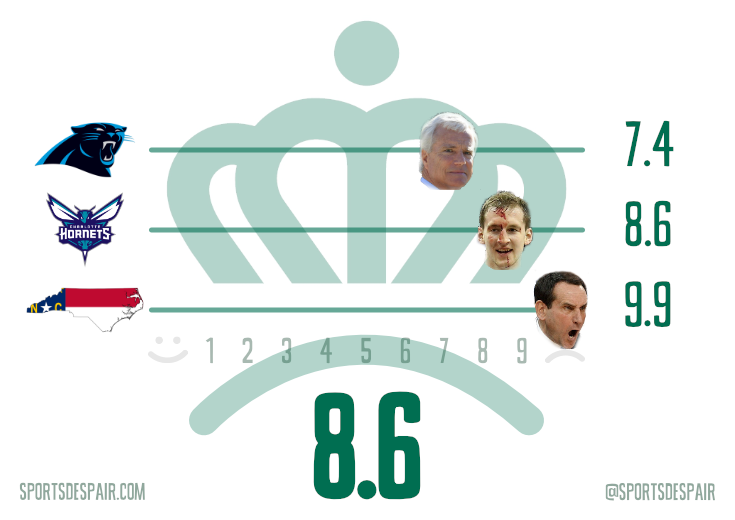 7.4
CHARLOTTE
HORNETS
8.6
N C
9.9
1 2 3 4 5 6 7 8 9
8.6
SPORTSDESPAIR.COM
@SPORTSDESPAIR